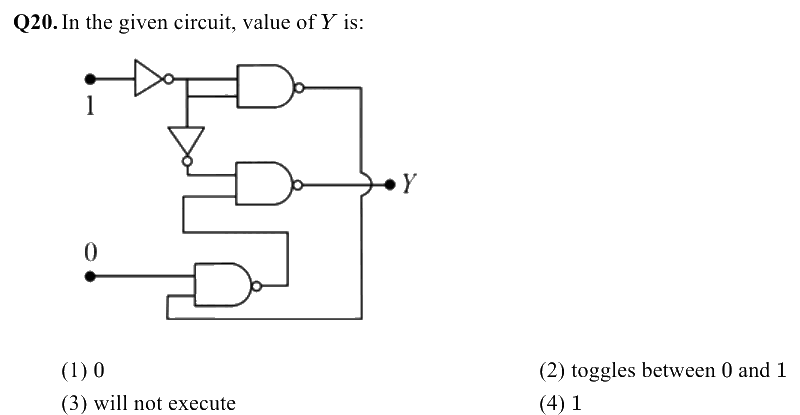 Q20. In the given circuit, value of Y is:
1
Y
0
(1) 0
(2) toggles between 0 and 1
(3) will not execute
(4) 1